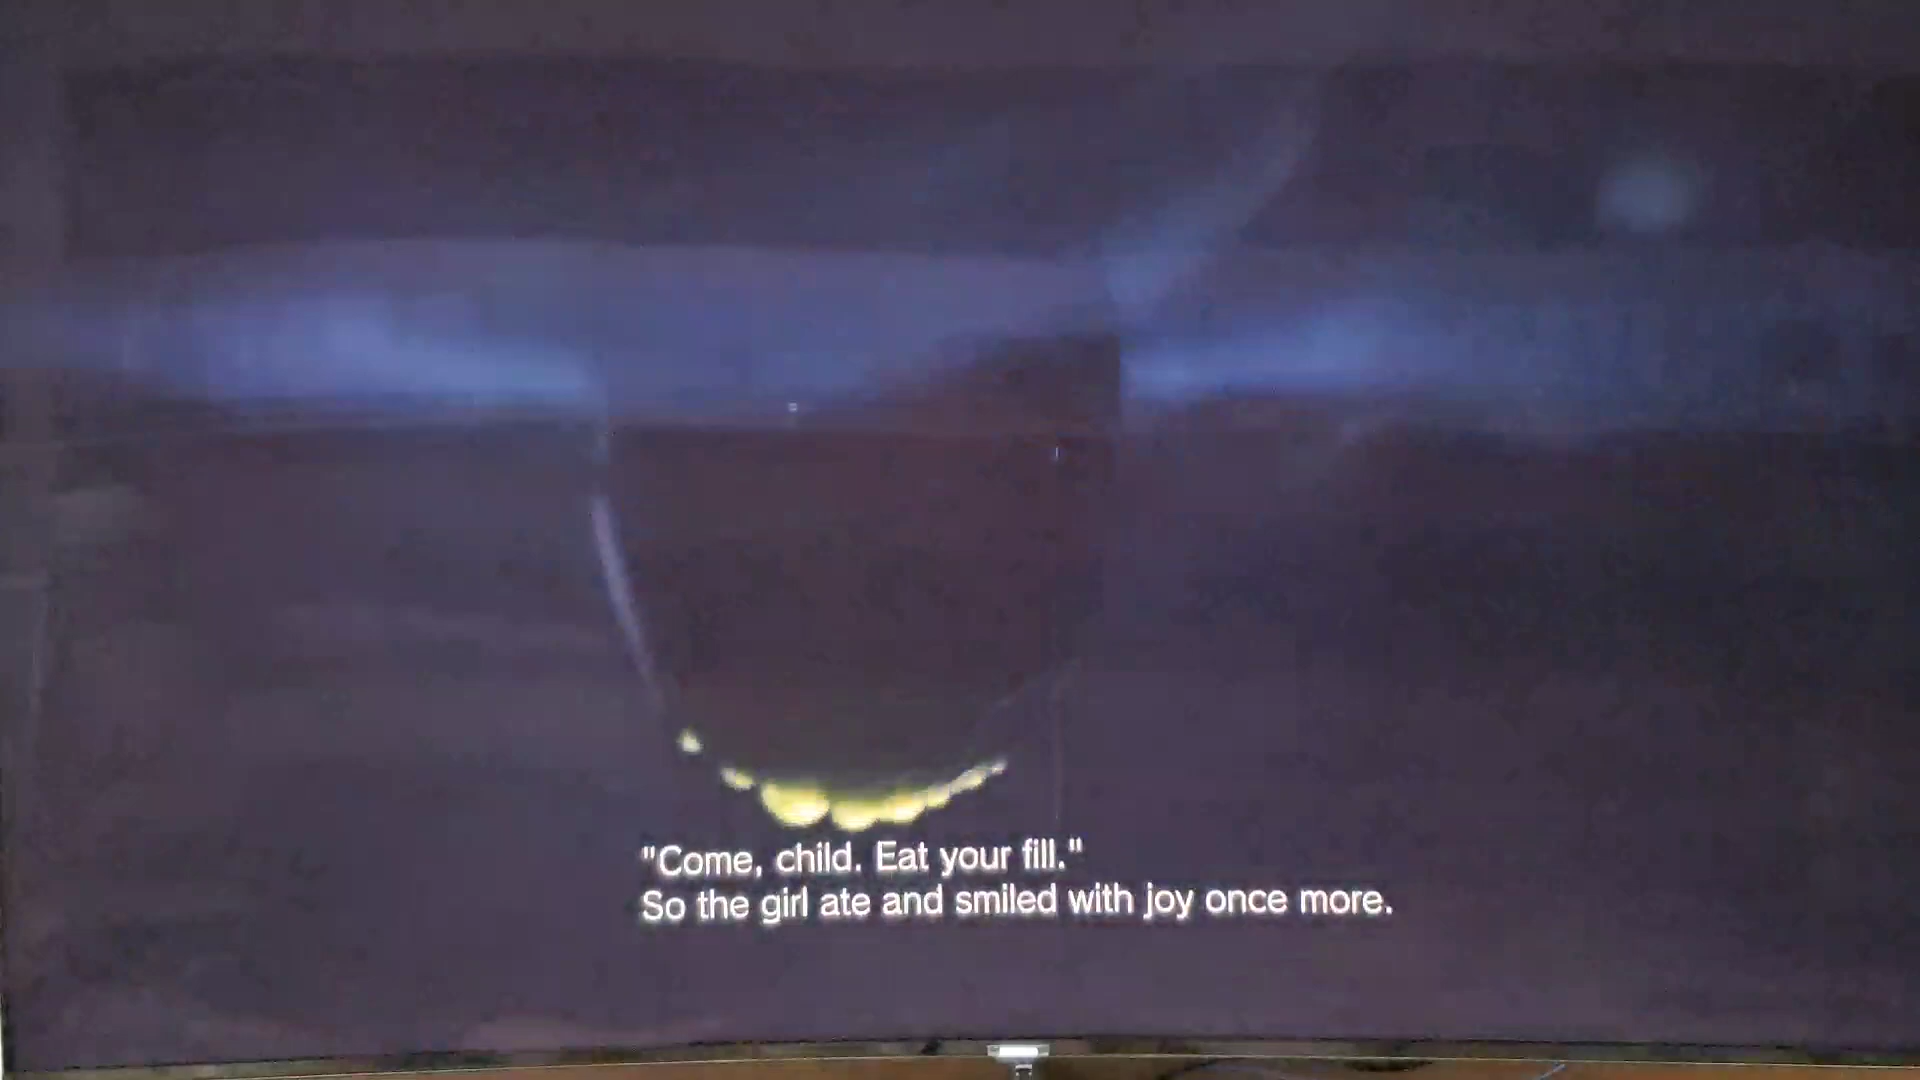 "Come, child. Eat your fill."
So the girl ate and smiled with joy once more.